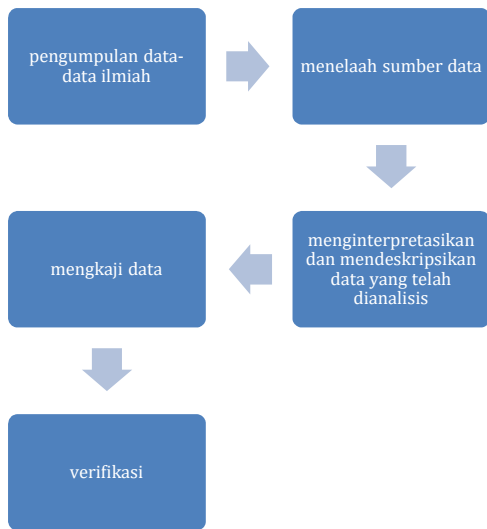 pengumpulan data-
data ilmiah
menelaah sumber data
menginterpretasikan
dan mendeskripsikan
data yang telah
dianalisis
mengkaji data
verifikasi